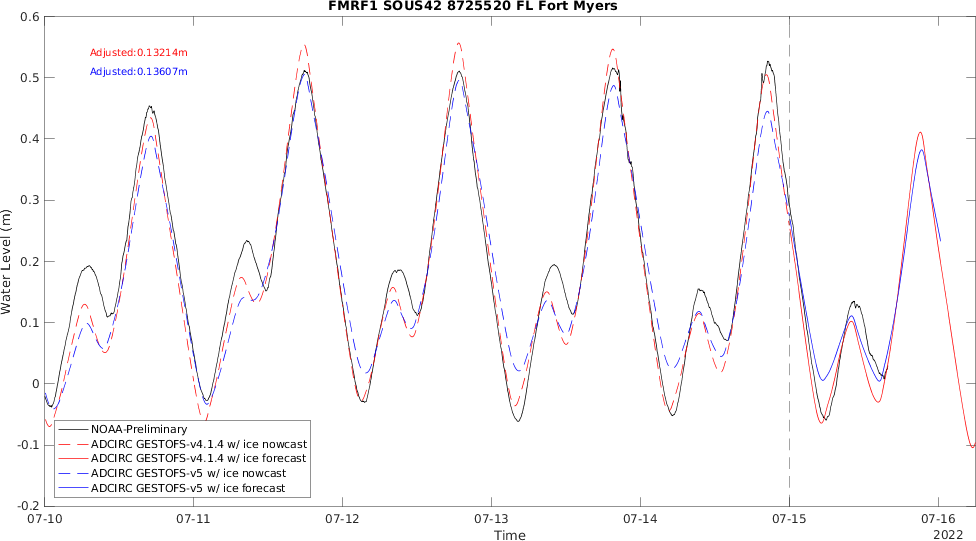 FMRF1 SOUS42 8725520 FL Fort Myers
Adjusted:0.13214m
Adjusted:0.13607m
Water Level (m)
0.6
0.5
0.4
0.3
0.2
0.1
0
-0.1
-0.2
NOAA-Preliminary
ADCIRC GESTOFS-v4.1.4 w/ ice nowcast
ADCIRC GESTOFS-v4.1.4 w/ ice forecast
ADCIRC GESTOFS-v5 w/ ice nowcast
ADCIRC GESTOFS-v5 w/ ice forecast
07-10 07-11 07-12 07-13 07-14 07-15 07-16
Time
2022